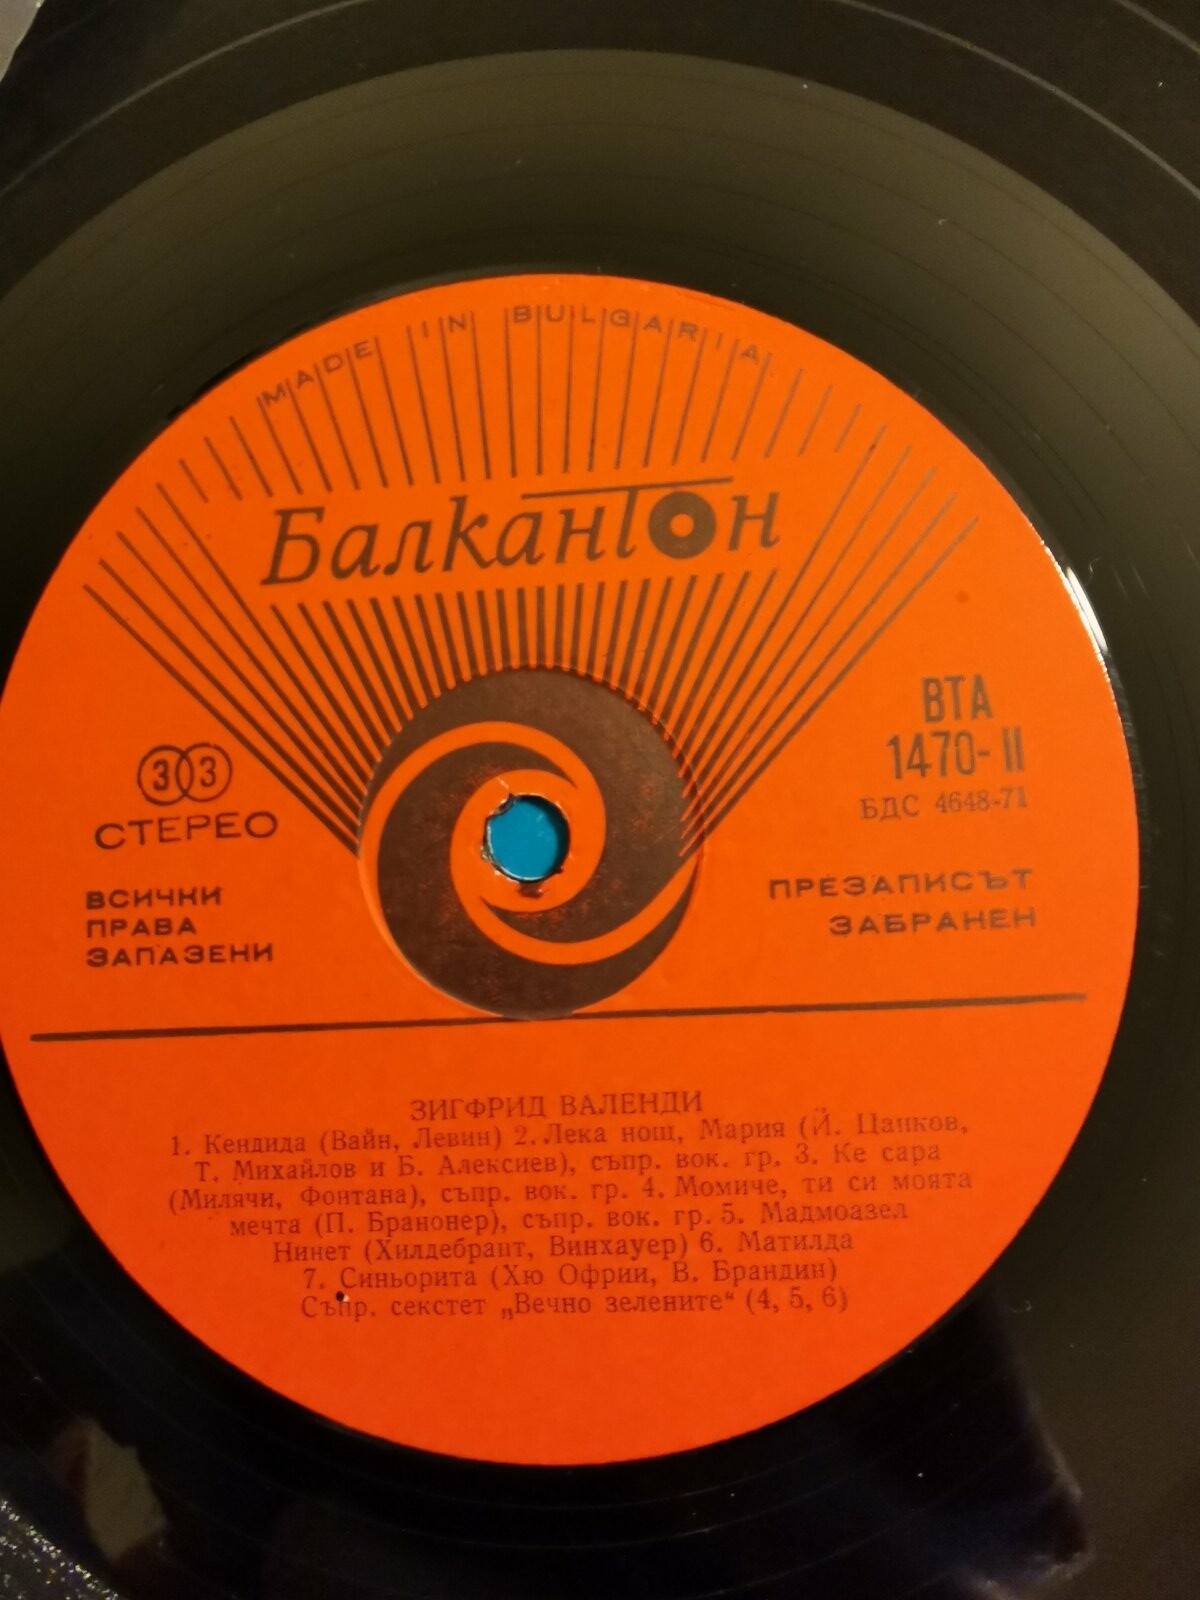 MADE IN BULGARIA
Балкантон
ВТА
1470-II
БДС 4648-71
33
СТЕРЕО
ВСИЧКИ
ПРАВА
ЗАПАЗЕНИ
ПРЕЗАПИСЪТ
ЗАБРАНЕН
ЗИГФРИД ВАЛЕНДИ
1. Кендида (Вайн, Левин) 2. Лека нощ, Мария (Й. Цанков,
Т. Михайлов и Б. Алексиев), съпр. вок. гр. 3. Ке сара
(Милячи, Фонтана), съпр. вок. гр. 4. Момиче, ти си моята
мечта (П. Бранонер), съпр. вок. гр. 5. Мадмоазел
Нинет (Хилдебрант, Винхауер) 6. Матилда
7. Синьорита (Хю Офрии, В. Брандин)
Съпр. секстет „Вечно зелените“ (4, 5, 6)